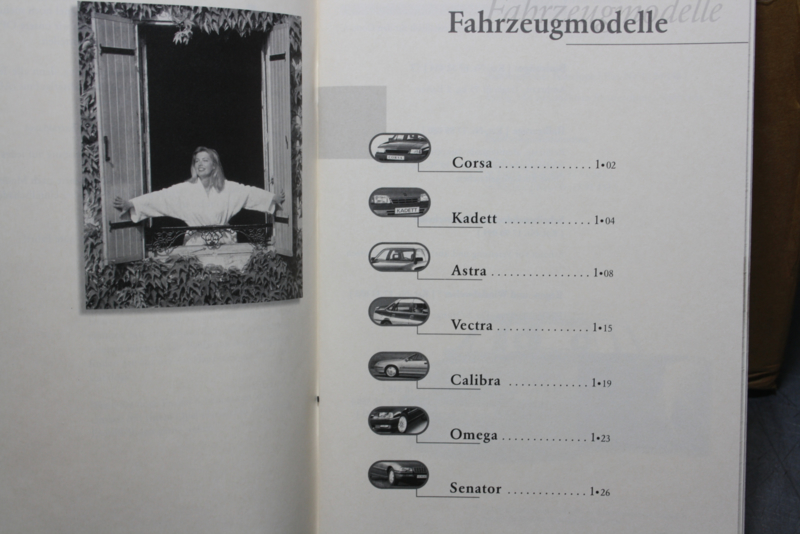 Fahrzeugmodelle
Fahrzeugmodelle
Corsa . . . . . . . . . . . . . . . 1•02
Kadett . . . . . . . . . . . . . . 1•04
KADETT
Astra . . . . . . . . . . . . . . . . 1•08
Vectra . . . . . . . . . . . . . . . 1•15
Calibra . . . . . . . . . . . . . 1•19
Omega . . . . . . . . . . . . . . 1•23
Senator . . . . . . . . . . . . . 1•26